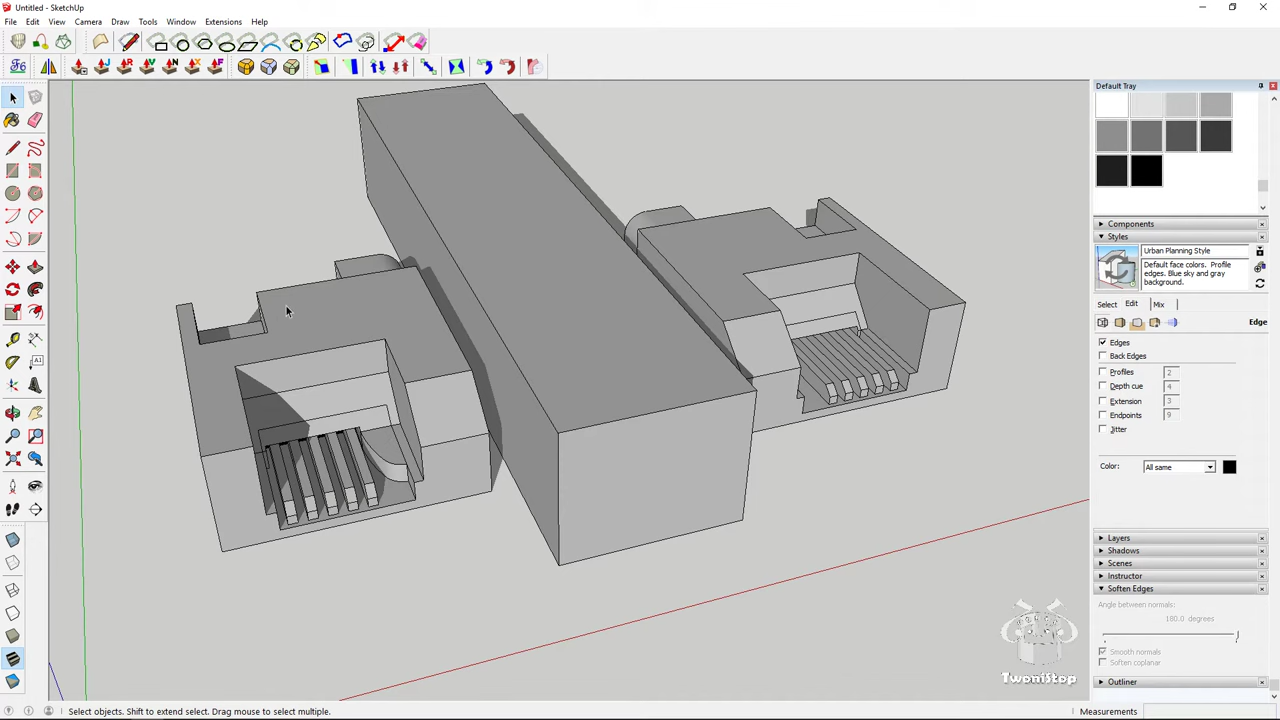 Untitled - SketchUp
File Edit View Camera Draw Tools Window Extensions Help
Default Tray
Components
Styles
Urban Planning Style
Default face colors. Profile edges. Blue sky and gray background.
Select Edit Mix
Edge
Edges
Back Edges
Profiles 2
Depth cue 4
Extension 3
Endpoints 9
Jitter
Color: All same
Layers
Shadows
Scenes
Instructor
Soften Edges
Angle between normals:
180.0 degrees
Smooth normals
Soften coplanar
Outliner
TwoniStop
Select objects. Shift to extend select. Drag mouse to select multiple.
Measurements